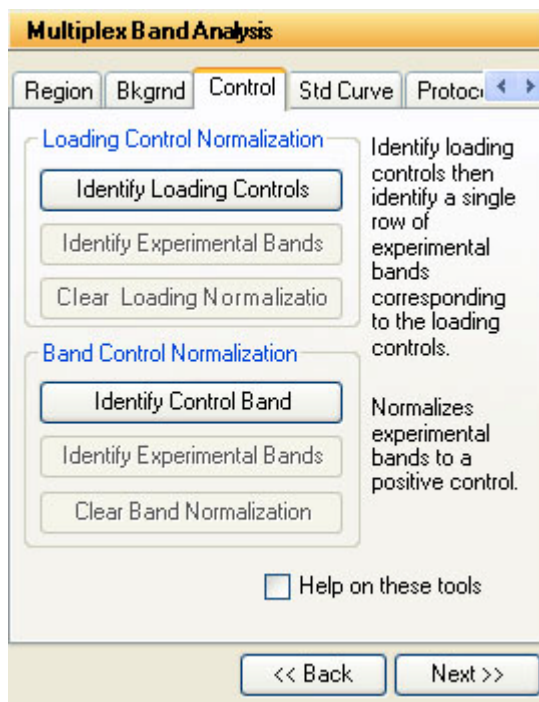 Multiplex Band Analysis
Region Bkgrnd Control Std Curve Protoc
Loading Control Normalization
Identify Loading Controls
Identify Experimental Bands
Clear Loading Normalizatio
Identify loading
controls then
identify a single
row of
experimental
bands
corresponding
to the loading
controls.
Band Control Normalization
Identify Control Band
Identify Experimental Bands
Clear Band Normalization
Normalizes
experimental
bands to a
positive control.
Help on these tools
<< Back Next >>